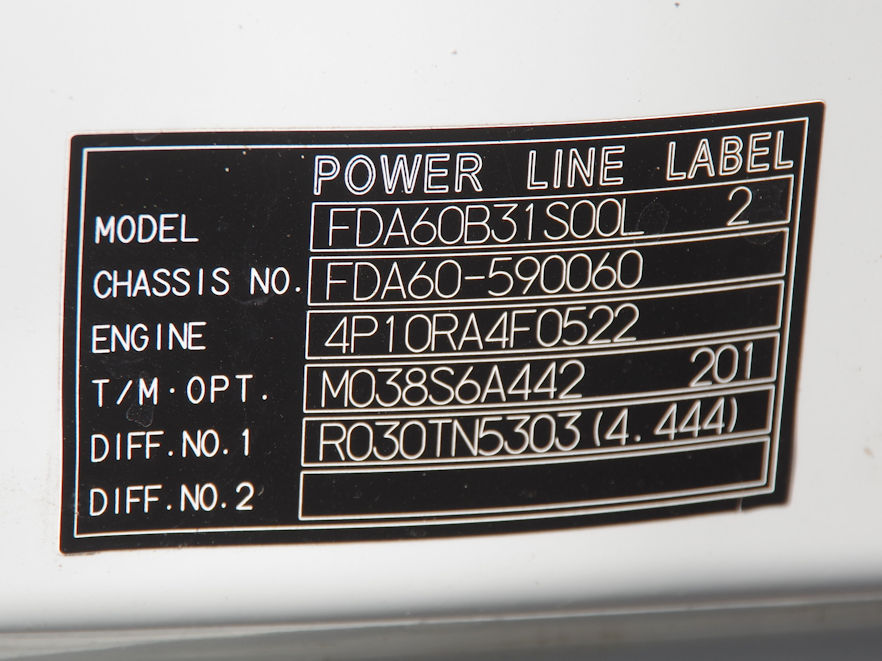 POWER LINE LABEL
MODEL FDA60B31S00L 2
CHASSIS NO. FDA60-590060
ENGINE 4P10RA4F0522
T/M·OPT. M038S6A442 201
DIFF.NO.1 R030TN5303(4.444)
DIFF.NO.2